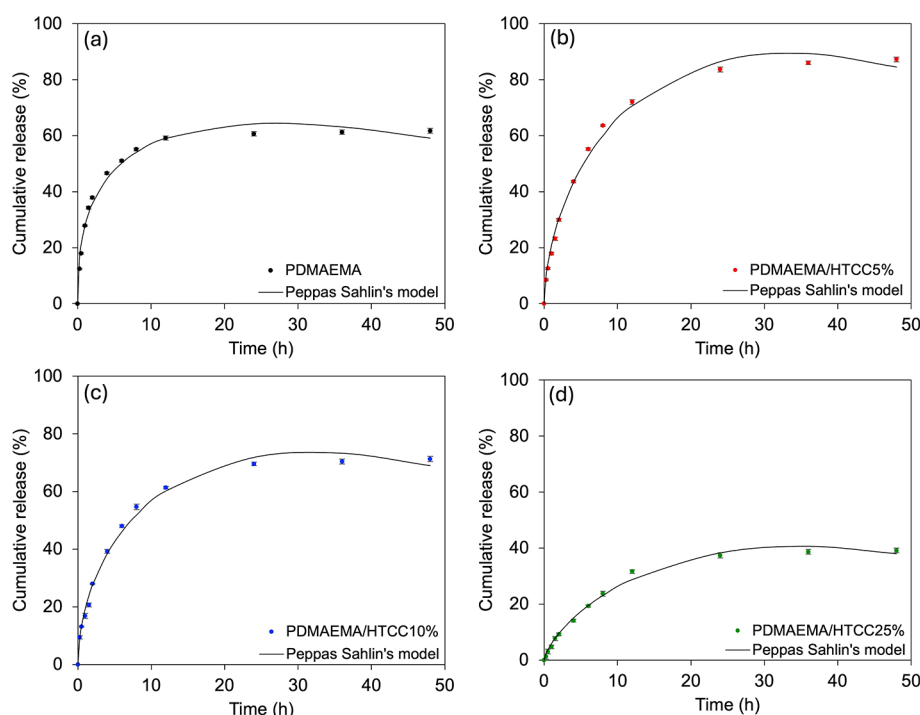 (a)
100
80
60
40
20
0
Cumulative release (%)
PDMAEMA
Peppas Sahlin's model
0 10 20 30 40 50
Time (h)
(b)
100
80
60
40
20
0
Cumulative release (%)
PDMAEMA/HTCC5%
Peppas Sahlin's model
0 10 20 30 40 50
Time (h)
(c)
100
80
60
40
20
0
Cumulative release (%)
PDMAEMA/HTCC10%
Peppas Sahlin's model
0 10 20 30 40 50
Time (h)
(d)
100
80
60
40
20
0
Cumulative release (%)
PDMAEMA/HTCC25%
Peppas Sahlin's model
0 10 20 30 40 50
Time (h)